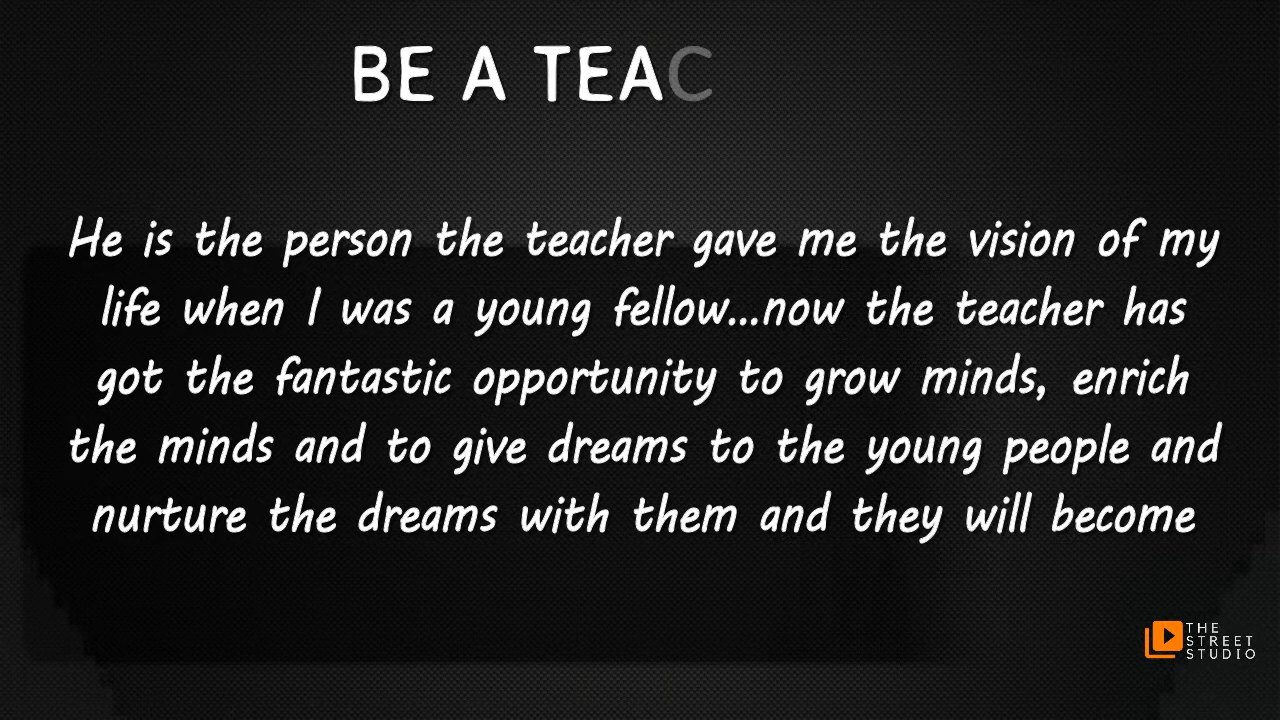 BE A TEAC
He is the person the teacher gave me the vision of my
life when I was a young fellow...now the teacher has
got the fantastic opportunity to grow minds, enrich
the minds and to give dreams to the young people and
nurture the dreams with them and they will become
THE
STREET
STUDIO